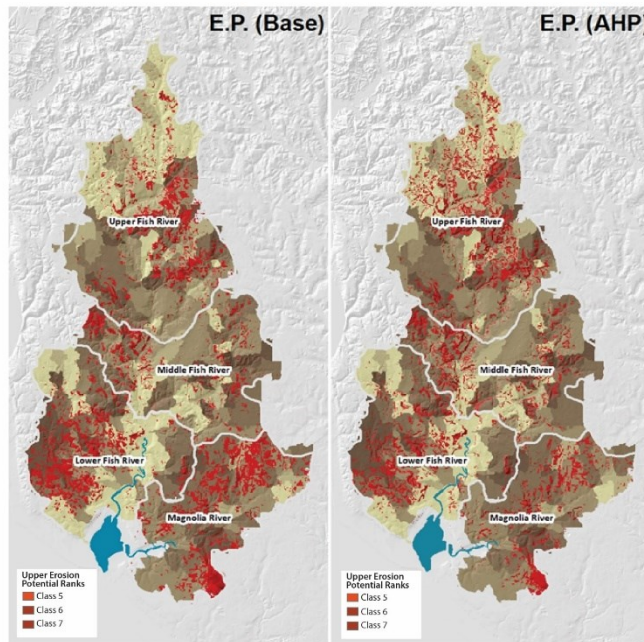 E.P. (Base)
Upper Fish River
Middle Fish River
Lower Fish River
Magnolia River
Upper Erosion
Potential Ranks
Class 5
Class 6
Class 7
E.P. (AHP)
Upper Fish River
Middle Fish River
Lower Fish River
Magnolia River
Upper Erosion
Potential Ranks
Class 5
Class 6
Class 7